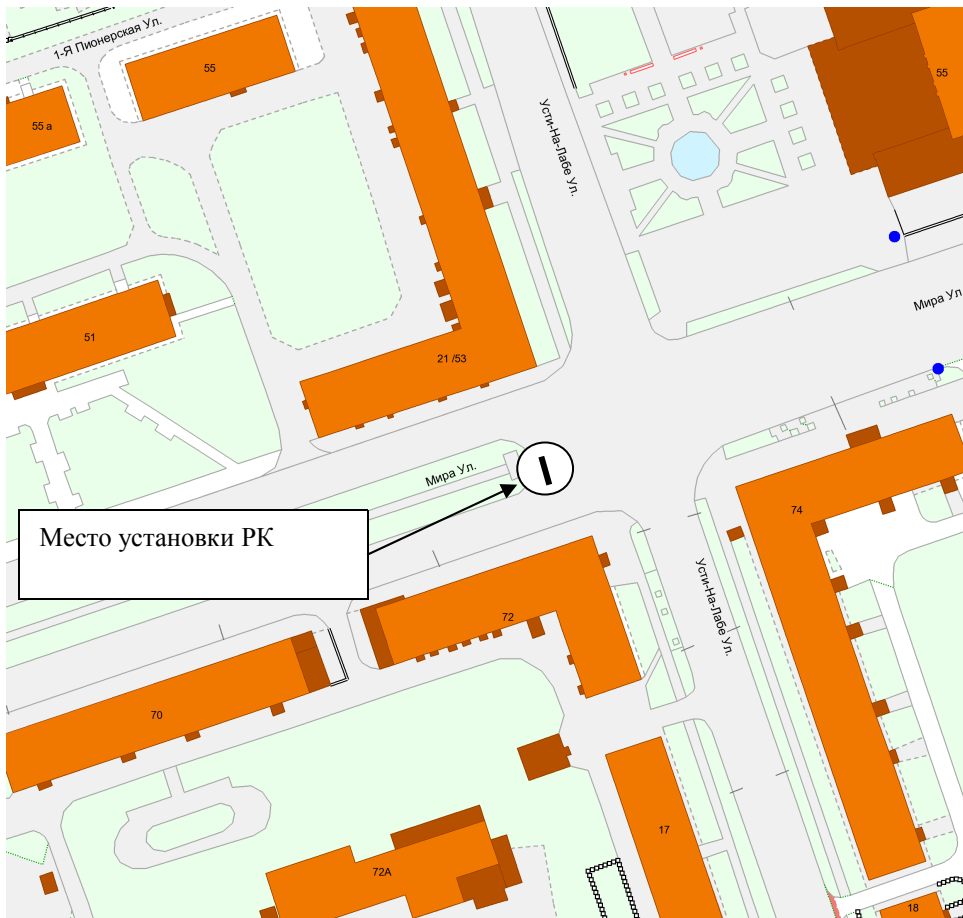 1-Я Пионерская Ул.
55
55 а
Усти-На-Лабе Ул.
55
Мира Ул.
51
21 /53
Мира Ул.
Место установки РК
74
Усти-На-Лабе Ул.
72
70
17
72А
18